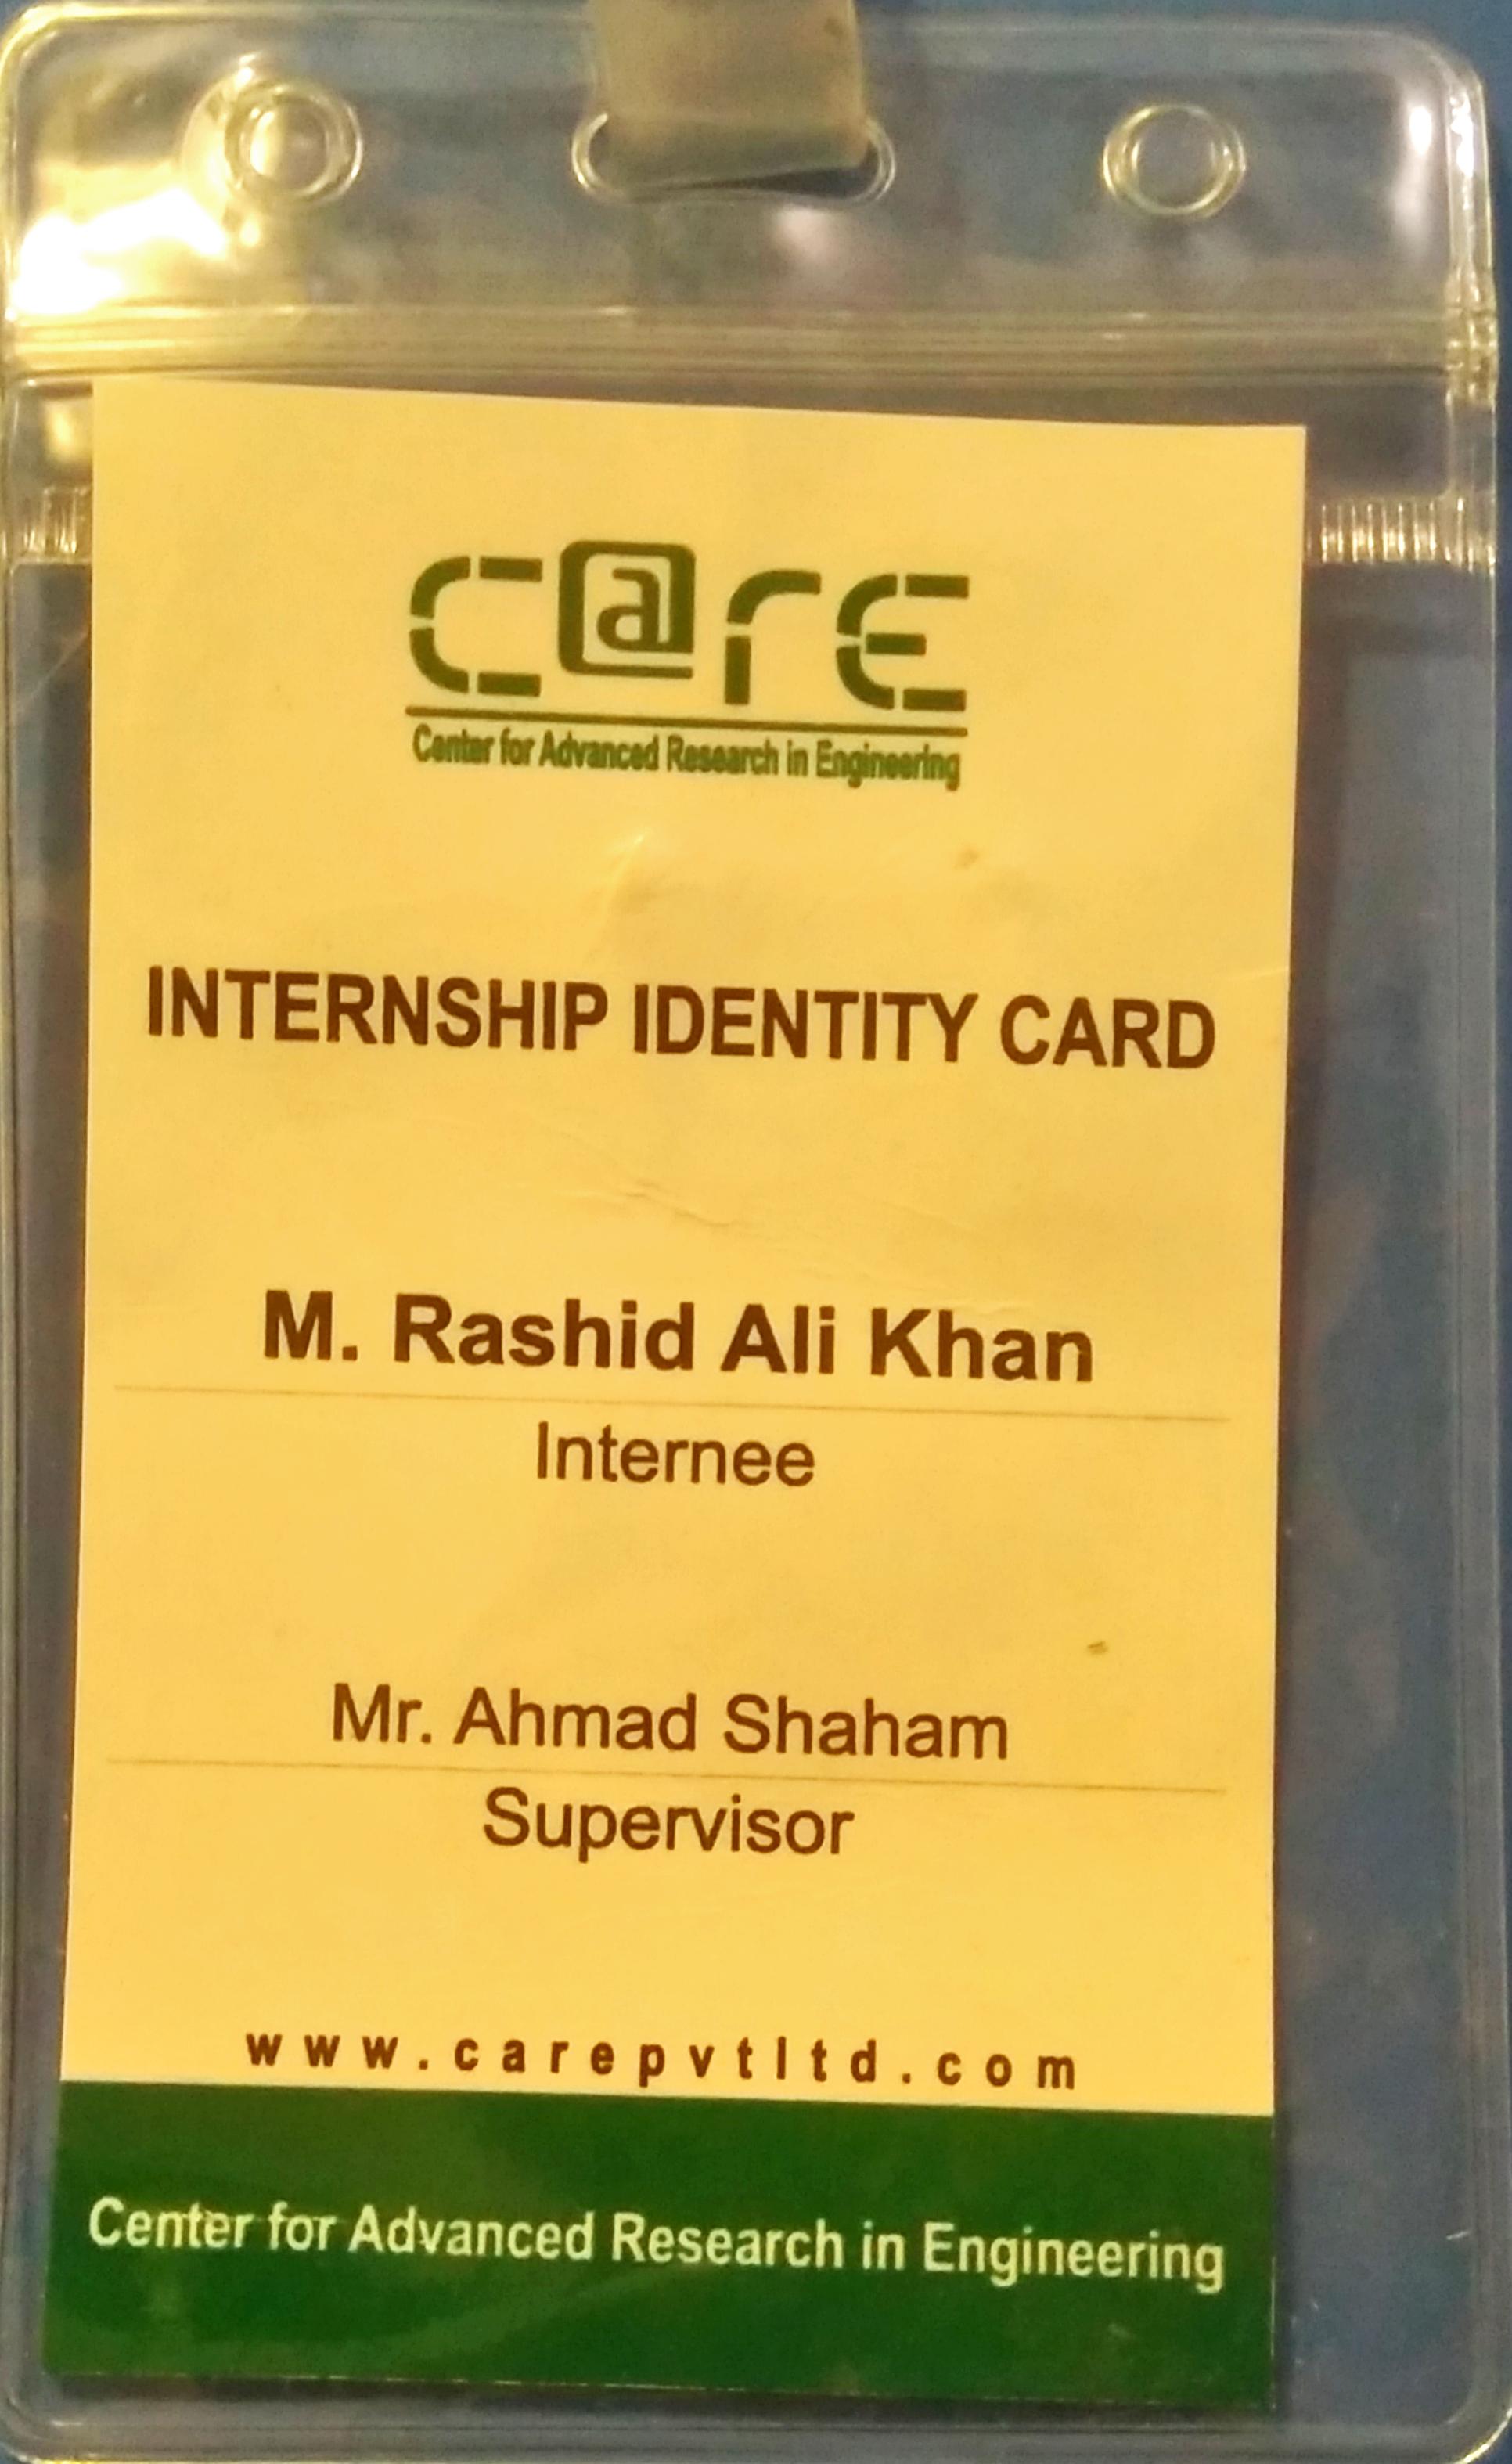 c@re
Center for Advanced Research in Engineering
INTERNSHIP IDENTITY CARD
M. Rashid Ali Khan
Internee
Mr. Ahmad Shaham
Supervisor
www.carepvtltd.com
Center for Advanced Research in Engineering